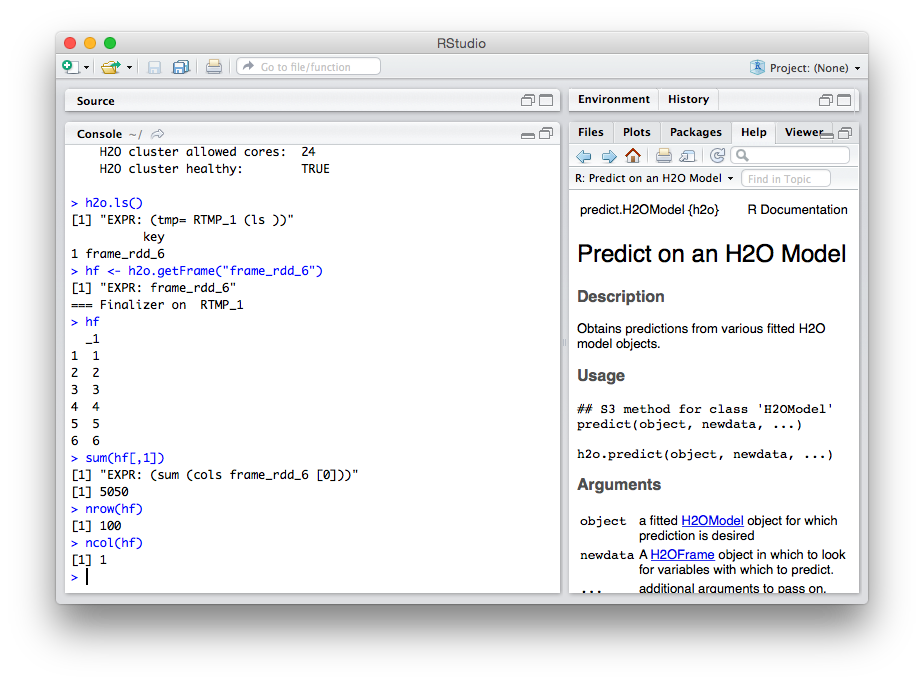 RStudio
Go to file/function
Project: (None)
Source
Console ~/
H2O cluster allowed cores: 24
H2O cluster healthy: TRUE
> h2o.ls()
[1] "EXPR: (tmp= RTMP_1 (ls ))"
key
1 frame_rdd_6
> hf <- h2o.getFrame("frame_rdd_6")
[1] "EXPR: frame_rdd_6"
=== Finalizer on  RTMP_1
> hf
_1
1 1
2 2
3 3
4 4
5 5
6 6
> sum(hf[,1])
[1] "EXPR: (sum (cols frame_rdd_6 [0]))"
[1] 5050
> nrow(hf)
[1] 100
> ncol(hf)
[1] 1
>
Environment History
Files Plots Packages Help Viewer
R: Predict on an H2O Model Find in Topic
predict.H2OModel {h2o} R Documentation
Predict on an H2O Model
Description
Obtains predictions from various fitted H2O
model objects.
Usage
## S3 method for class 'H2OModel'
predict(object, newdata, ...)
h2o.predict(object, newdata, ...)
Arguments
object a fitted H2OModel object for which
prediction is desired
newdata A H2OFrame object in which to look
for variables with which to predict.
... additional arguments to pass on.